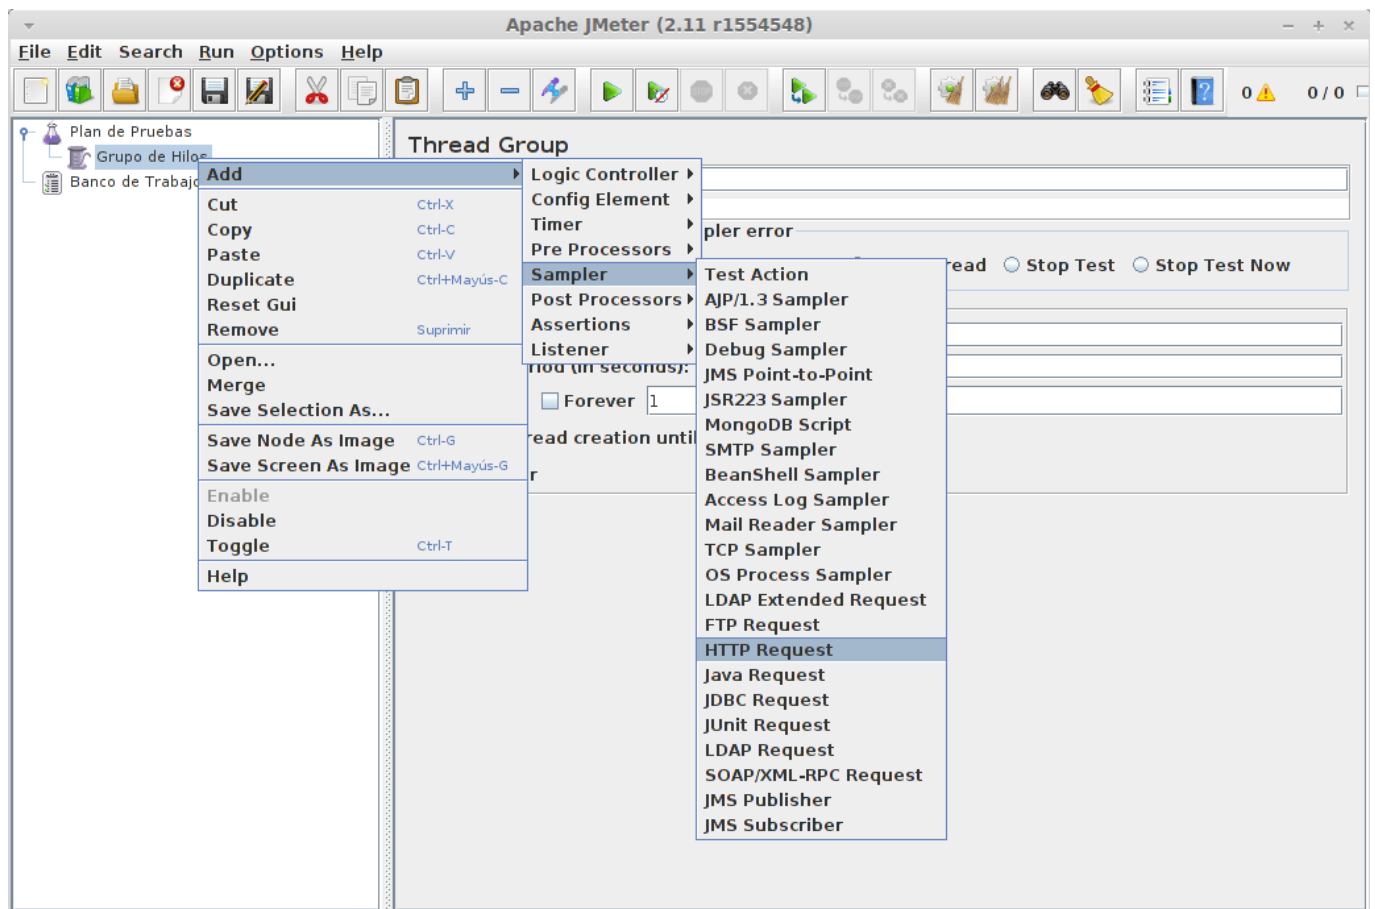 Apache JMeter (2.11 r1554548)
File Edit Search Run Options Help
0 0 / 0
Plan de Pruebas
Grupo de Hilos
Banco de Trabajo
Thread Group
Add
Cut Ctrl-X
Copy Ctrl-C
Paste Ctrl-V
Duplicate Ctrl+Mayús-C
Reset Gui
Remove Suprimir
Open...
Merge
Save Selection As...
Save Node As Image Ctrl-G
Save Screen As Image Ctrl+Mayús-G
Enable
Disable
Toggle Ctrl-T
Help
Logic Controller
Config Element
Timer
Pre Processors
Sampler
Post Processors
Assertions
Listener
Test Action
AJP/1.3 Sampler
BSF Sampler
Debug Sampler
JMS Point-to-Point
JSR223 Sampler
MongoDB Script
SMTP Sampler
BeanShell Sampler
Access Log Sampler
Mail Reader Sampler
TCP Sampler
OS Process Sampler
LDAP Extended Request
FTP Request
HTTP Request
Java Request
JDBC Request
JUnit Request
LDAP Request
SOAP/XML-RPC Request
JMS Publisher
JMS Subscriber
pler error
read Stop Test Stop Test Now
riod (in seconds):
Forever 1
read creation until
r